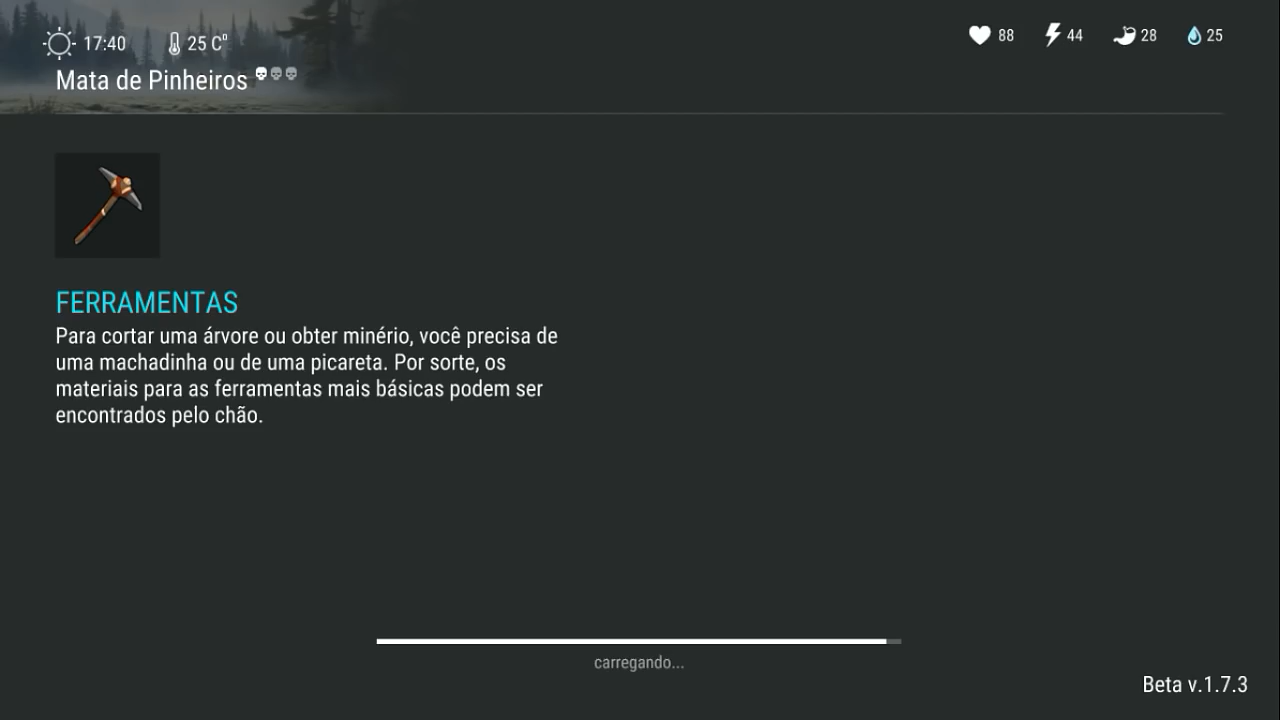 17:40
25 Cº
88
44
28
25
Mata de Pinheiros
FERRAMENTAS
Para cortar uma árvore ou obter minério, você precisa de
uma machadinha ou de uma picareta. Por sorte, os
materiais para as ferramentas mais básicas podem ser
encontrados pelo chão.
carregando...
Beta v.1.7.3